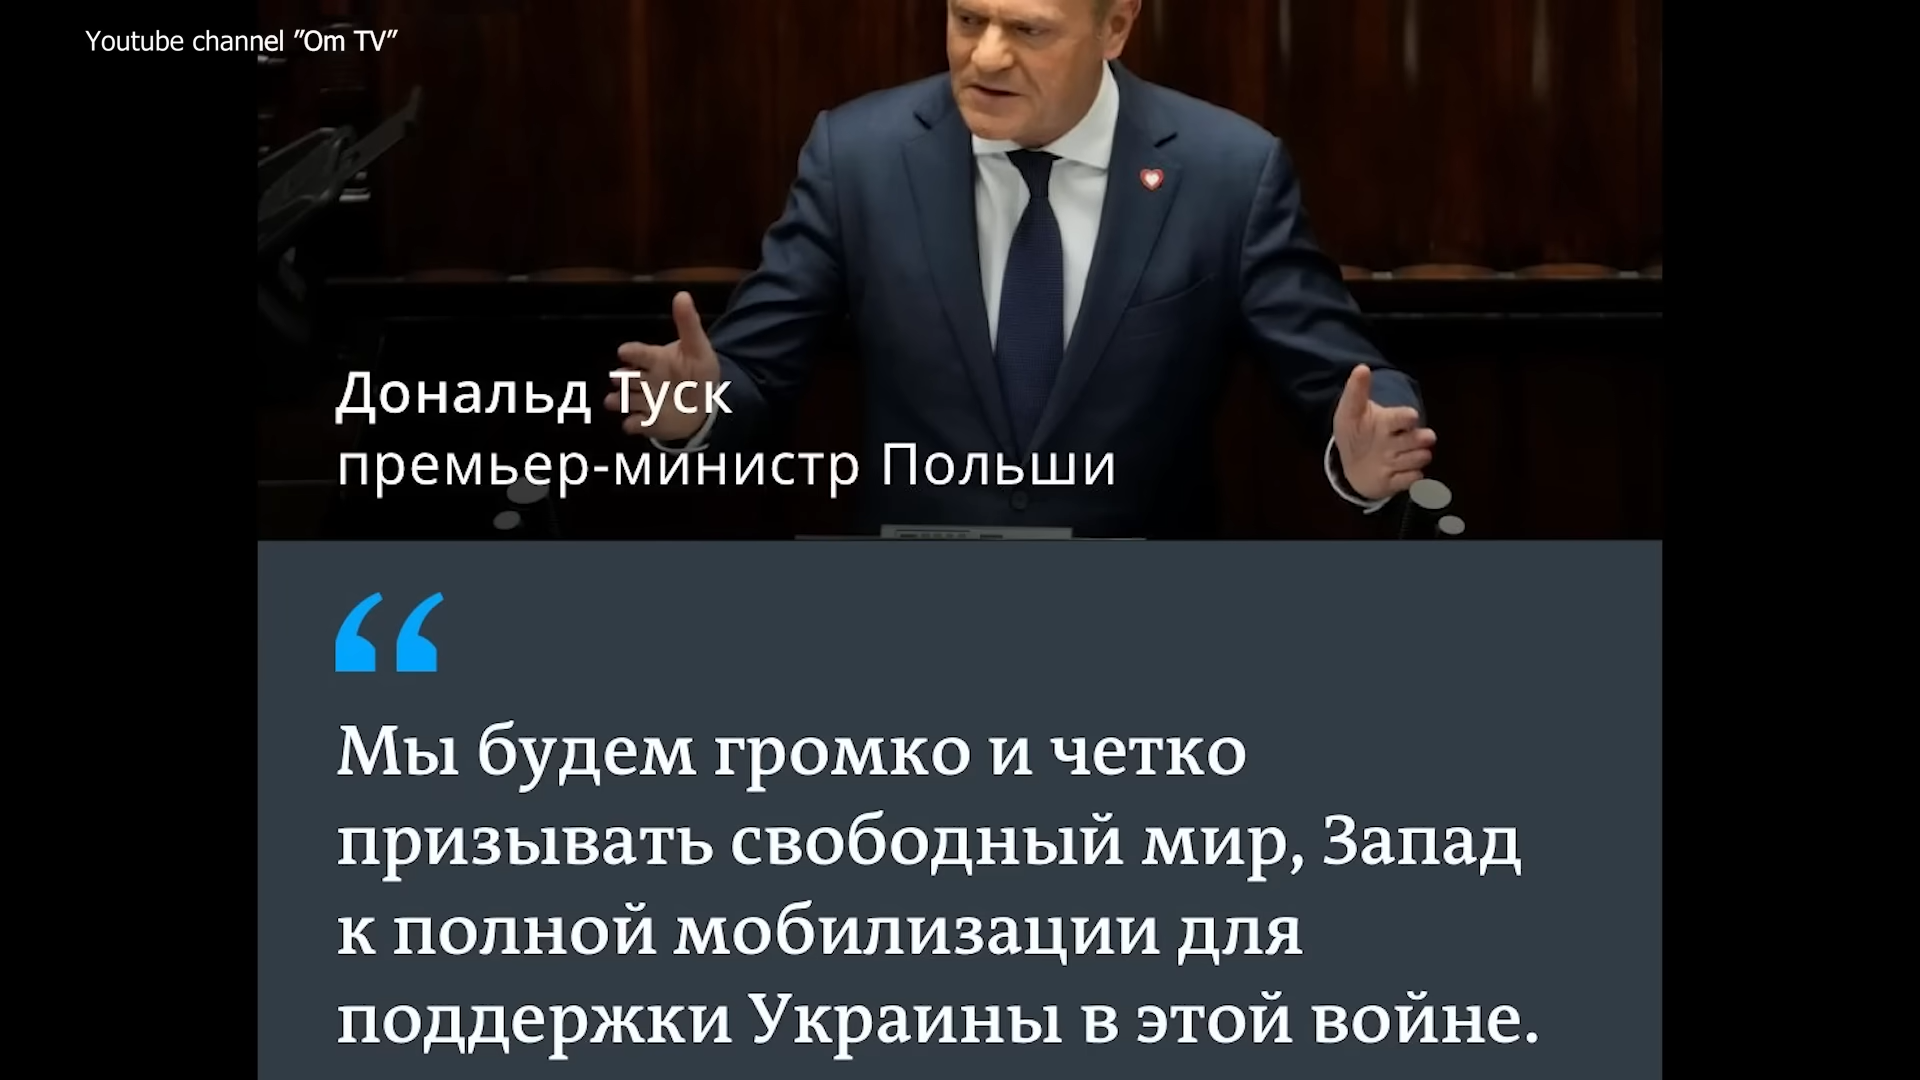 Youtube channel "Om TV"
Дональд Туск
премьер-министр Польши
“
Мы будем громко и четко
призывать свободный мир, Запад
к полной мобилизации для
поддержки Украины в этой войне.